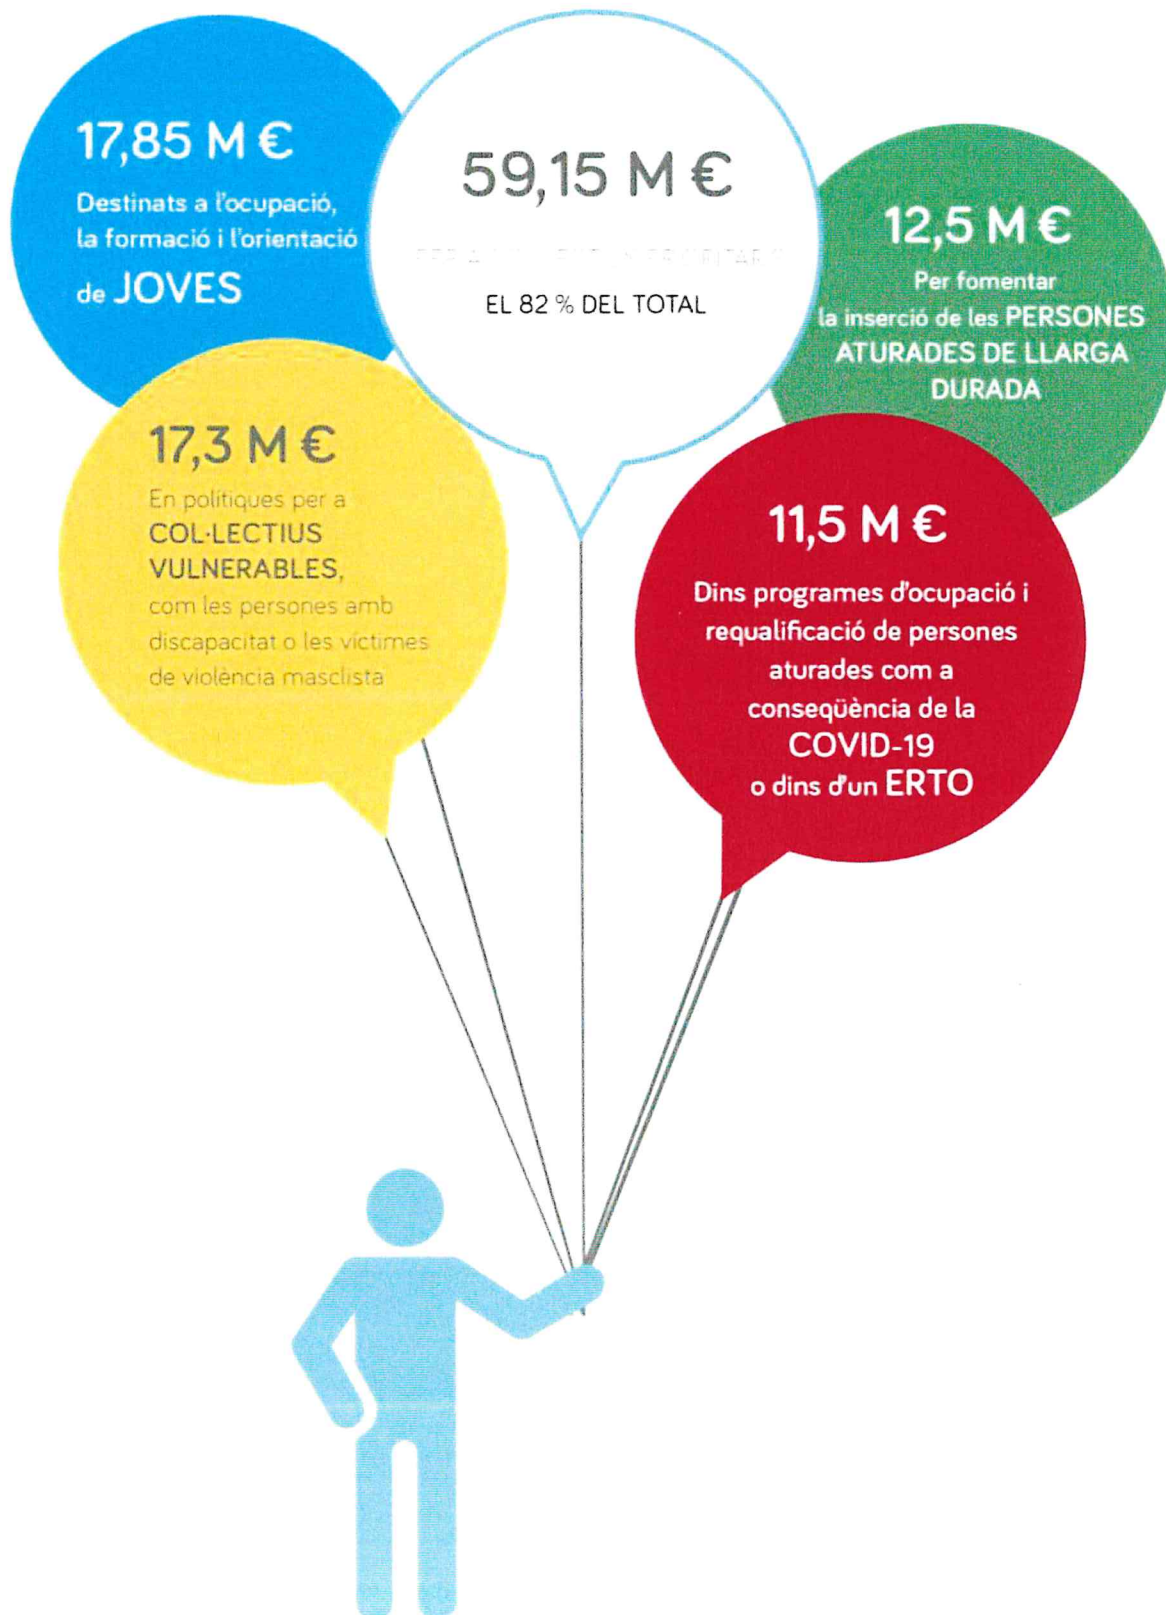 17,85 M €
Destinats a l'ocupació,
la formació i l'orientació
de JOVES
59,15 M €
EL 82 % DEL TOTAL
12,5 M €
Per fomentar
la inserció de les PERSONES
ATURADES DE LLARGA
DURADA
17,3 M €
En polítiques per a
COL·LECTIUS
VULNERABLES,
com les persones amb
discapacitat o les víctimes
de violència masclista
11,5 M €
Dins programes d'ocupació i
requalificació de persones
aturades com a
conseqüència de la
COVID-19
o dins d'un ERTO